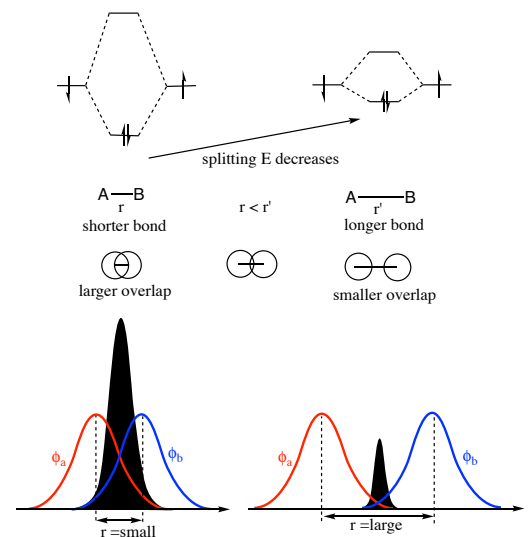 splitting E decreases
A B
r
shorter bond
r < r'
A B
r'
longer bond
larger overlap
smaller overlap
ϕa
ϕb
r =small
ϕa
ϕb
r =large